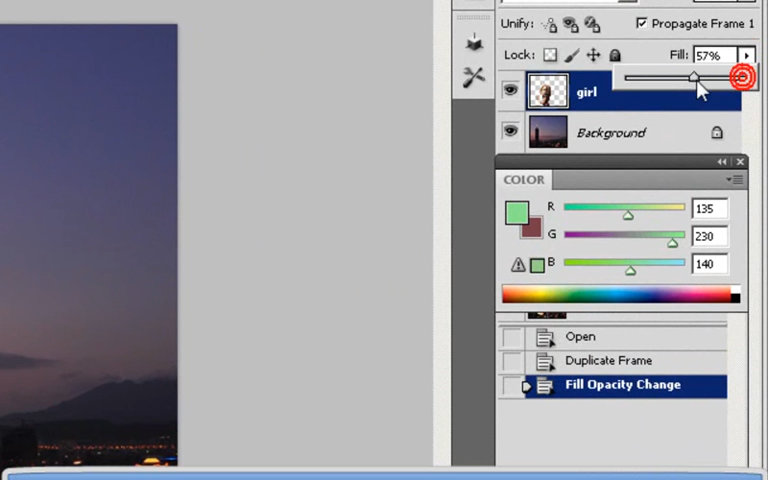 Unify: Propagate Frame 1
Lock: Fill: 57%
girl
Background
COLOR
R 135
G 230
B 140
Open
Duplicate Frame
Fill Opacity Change